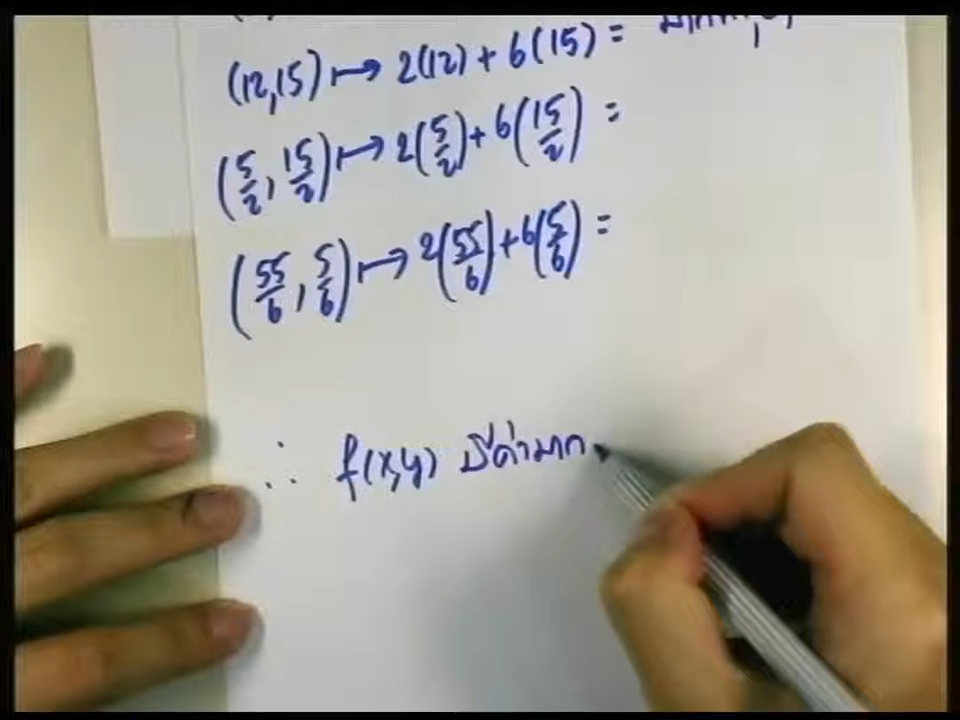 (12,15) ↦ 2(12) + 6(15) =
(5/2, 15/2) ↦ 2(5/2) + 6(15/2) =
(55/6, 5/6) ↦ 2(55/6) + 6(5/6) =
∴ f(x,y) มีค่ามาก